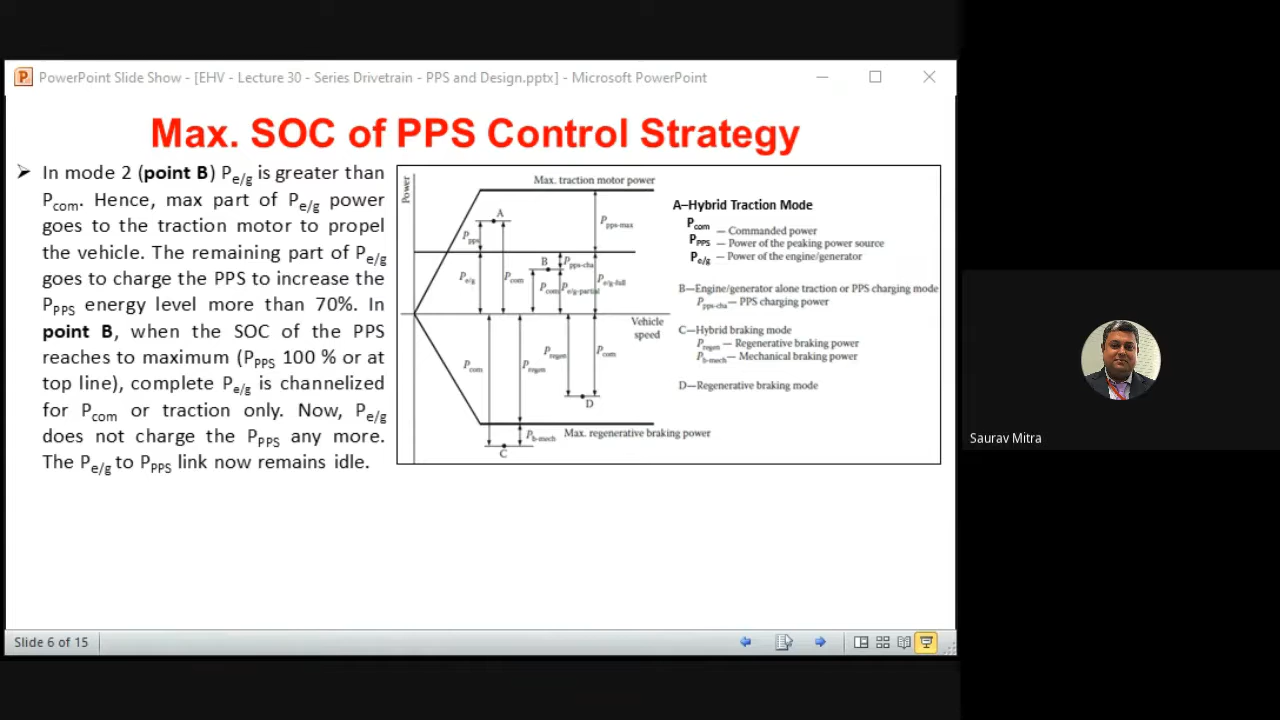 PowerPoint Slide Show - [EHV - Lecture 30 - Series Drivetrain - PPS and Design.pptx] - Microsoft PowerPoint
Max. SOC of PPS Control Strategy
In mode 2 (point B) Pe/g is greater than
Pcom. Hence, max part of Pe/g power
goes to the traction motor to propel
the vehicle. The remaining part of Pe/g
goes to charge the PPS to increase the
PPPS energy level more than 70%. In
point B, when the SOC of the PPS
reaches to maximum (PPPS 100 % or at
top line), complete Pe/g is channelized
for Pcom or traction only. Now, Pe/g
does not charge the PPPS any more.
The Pe/g to PPPS link now remains idle.
Power
Max. traction motor power
A
Ppps
Ppps-max
B
Ppps-cha
Pe/g
Pcom
Pcom
Pe/g-partial
Pe/g-full
Vehicle
speed
Pcom
Pregen
Pregen
Pcom
D
Pb-mech
Max. regenerative braking power
C
A–Hybrid Traction Mode
Pcom — Commanded power
PPPS — Power of the peaking power source
Pe/g — Power of the engine/generator
B—Engine/generator alone traction or PPS charging mode
Ppps-cha — PPS charging power
C—Hybrid braking mode
Pregen — Regenerative braking power
Pb-mech — Mechanical braking power
D—Regenerative braking mode
Saurav Mitra
Slide 6 of 15